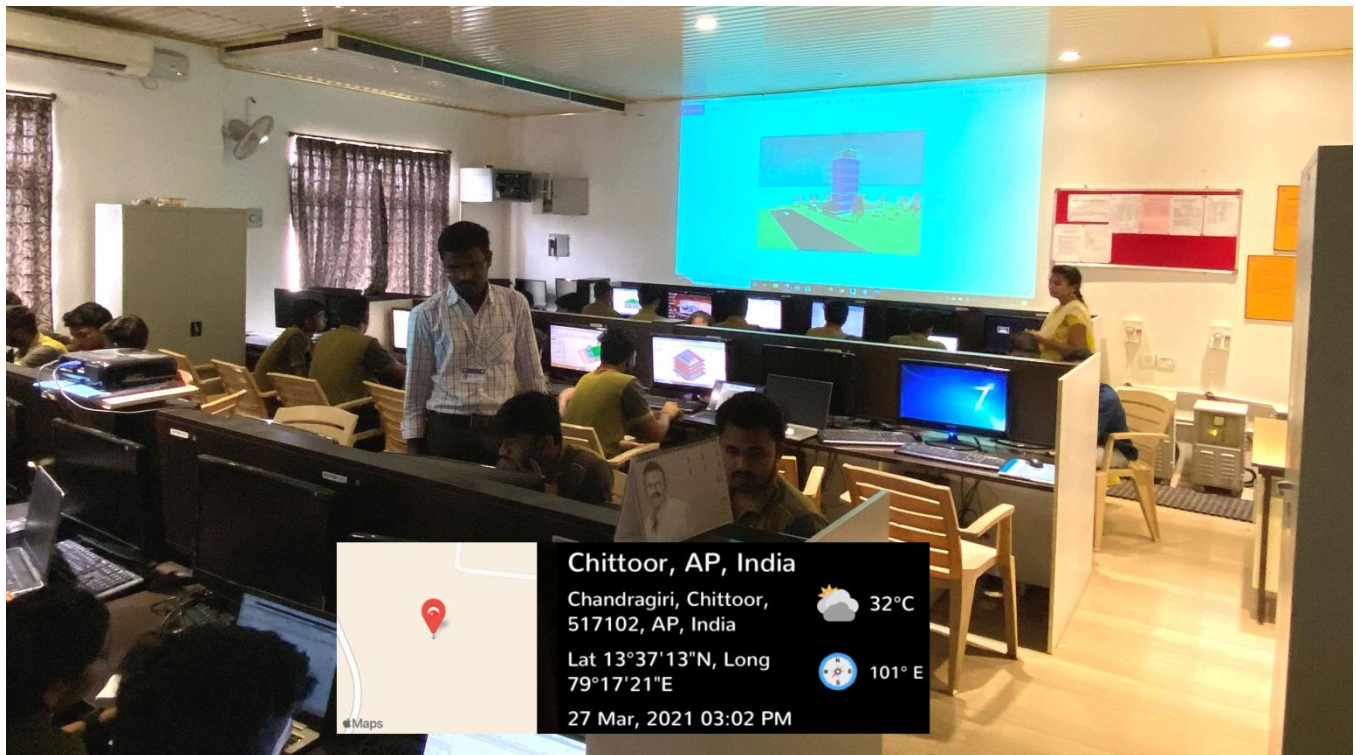 Chittoor, AP, India
Chandragiri, Chittoor,
517102, AP, India
32°C
Lat 13°37'13"N, Long
79°17'21"E
101° E
27 Mar, 2021 03:02 PM
Maps
7